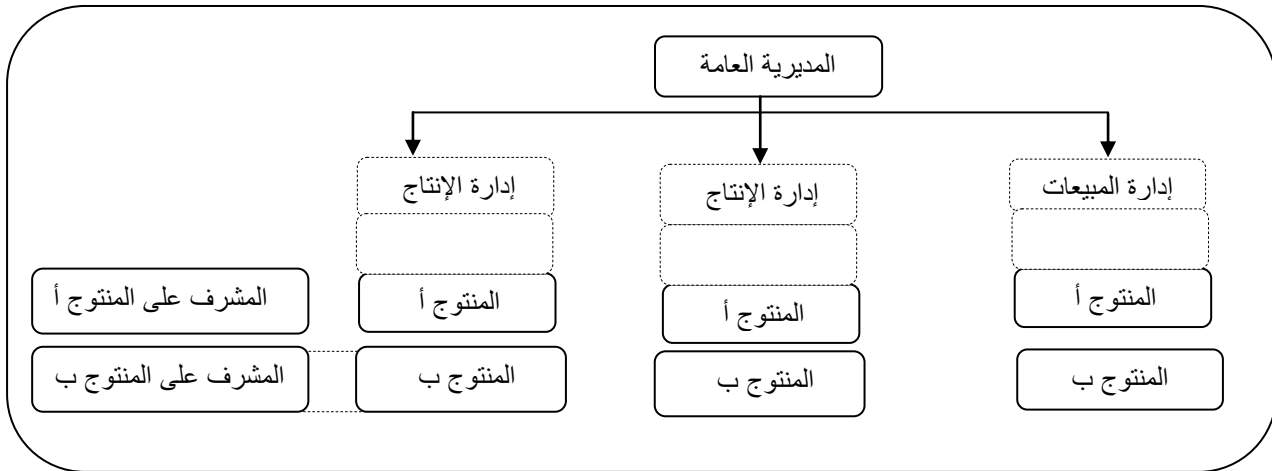 المديرية العامة
إدارة المبيعات
إدارة الإنتاج
إدارة الإنتاج
المنتوج أ
المنتوج أ
المنتوج أ
المشرف على المنتوج أ
المنتوج ب
المنتوج ب
المنتوج ب
المشرف على المنتوج ب